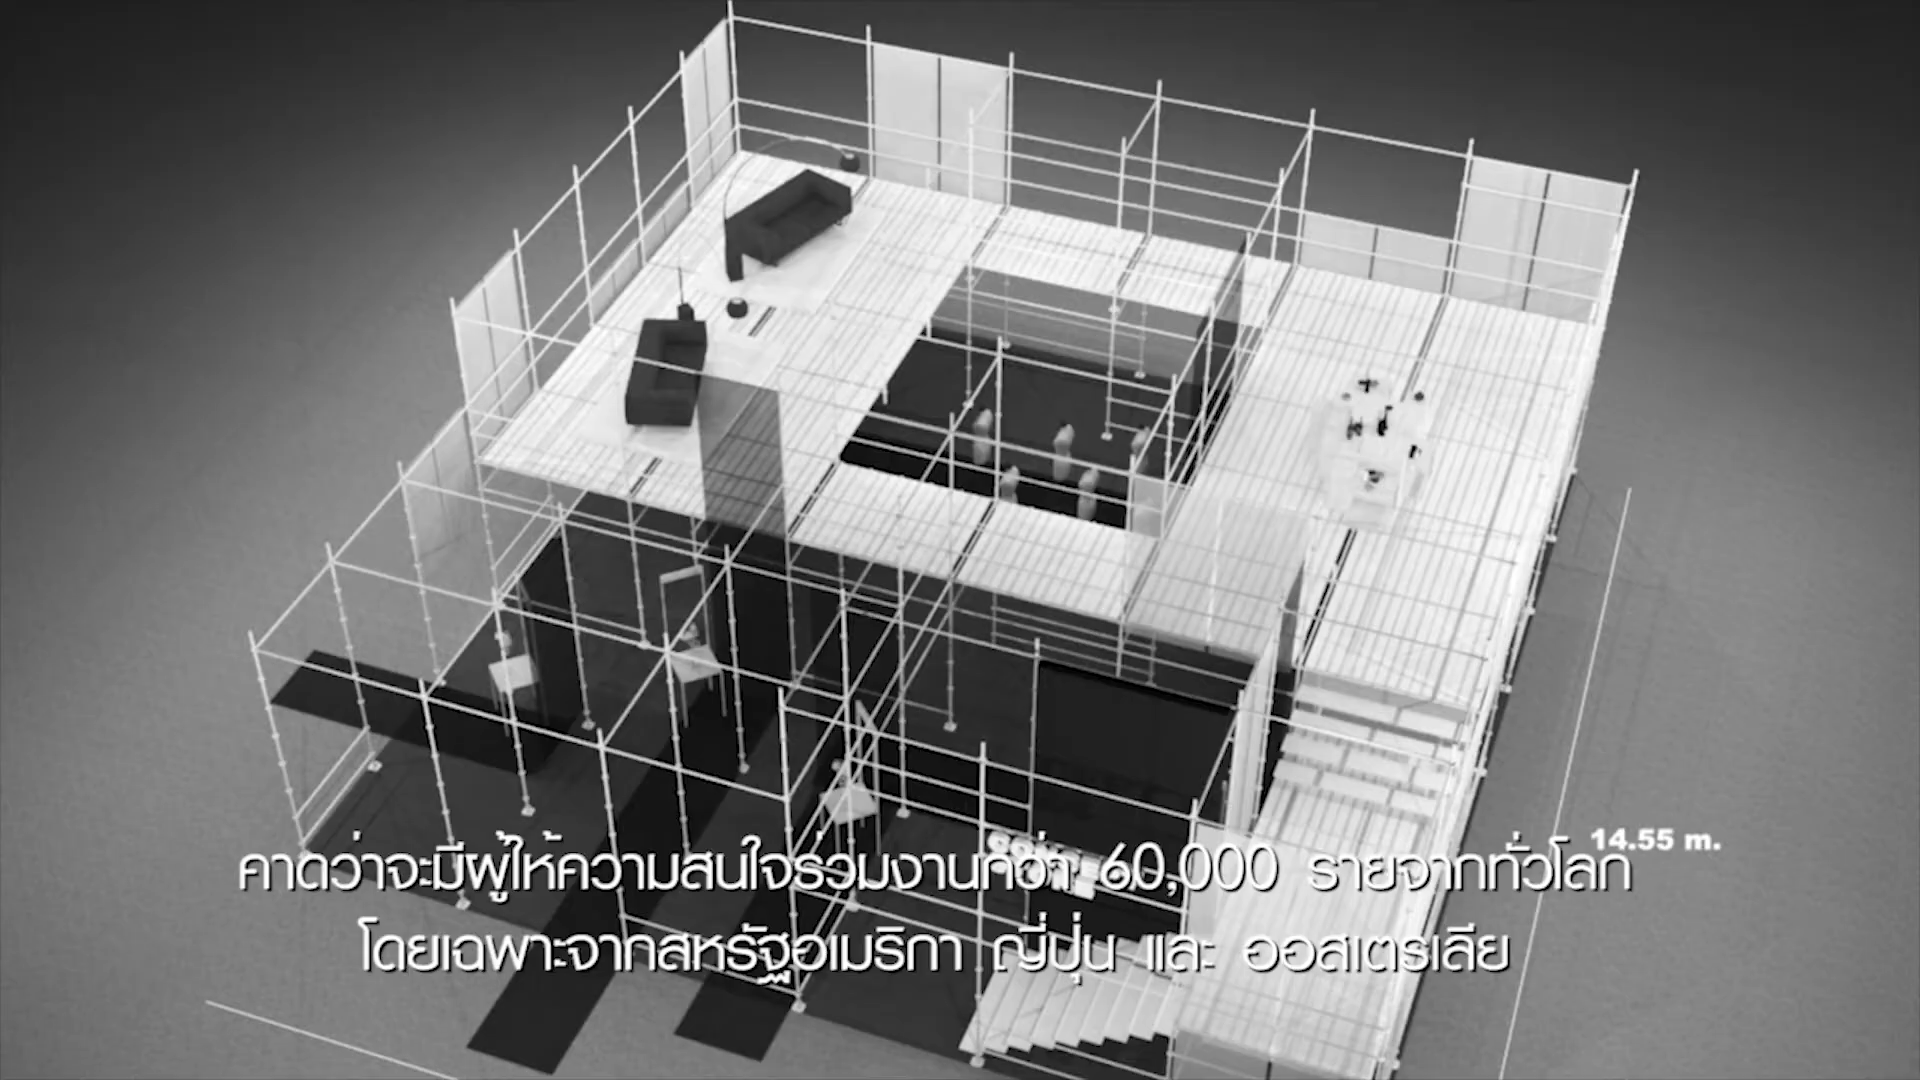 14.55 m.
คาดว่าจะมีผู้ให้ความสนใจร่วมงานกว่า 60,000 รายจากทั่วโลก
โดยเฉพาะจากสหรัฐอเมริกา ญี่ปุ่น และ ออสเตรเลีย